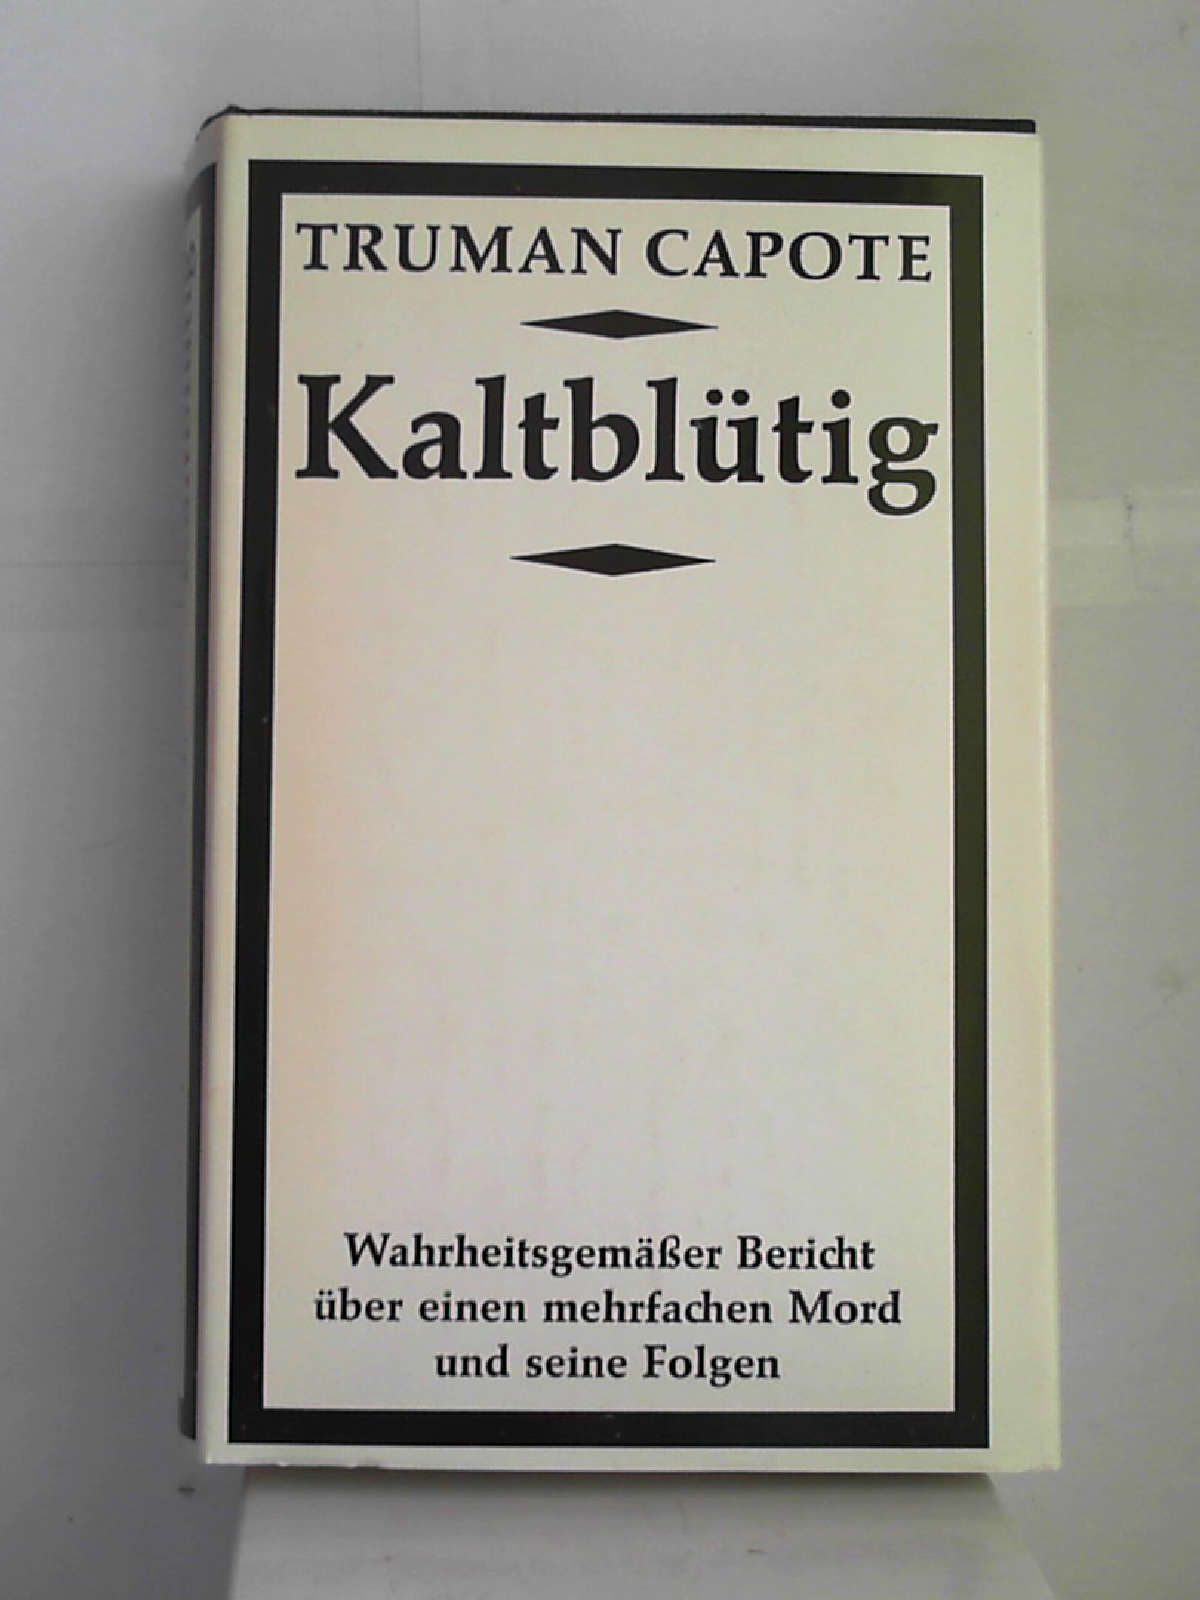 TRUMAN CAPOTE
Kaltblütig
Wahrheitsgemäßer Bericht
über einen mehrfachen Mord
und seine Folgen